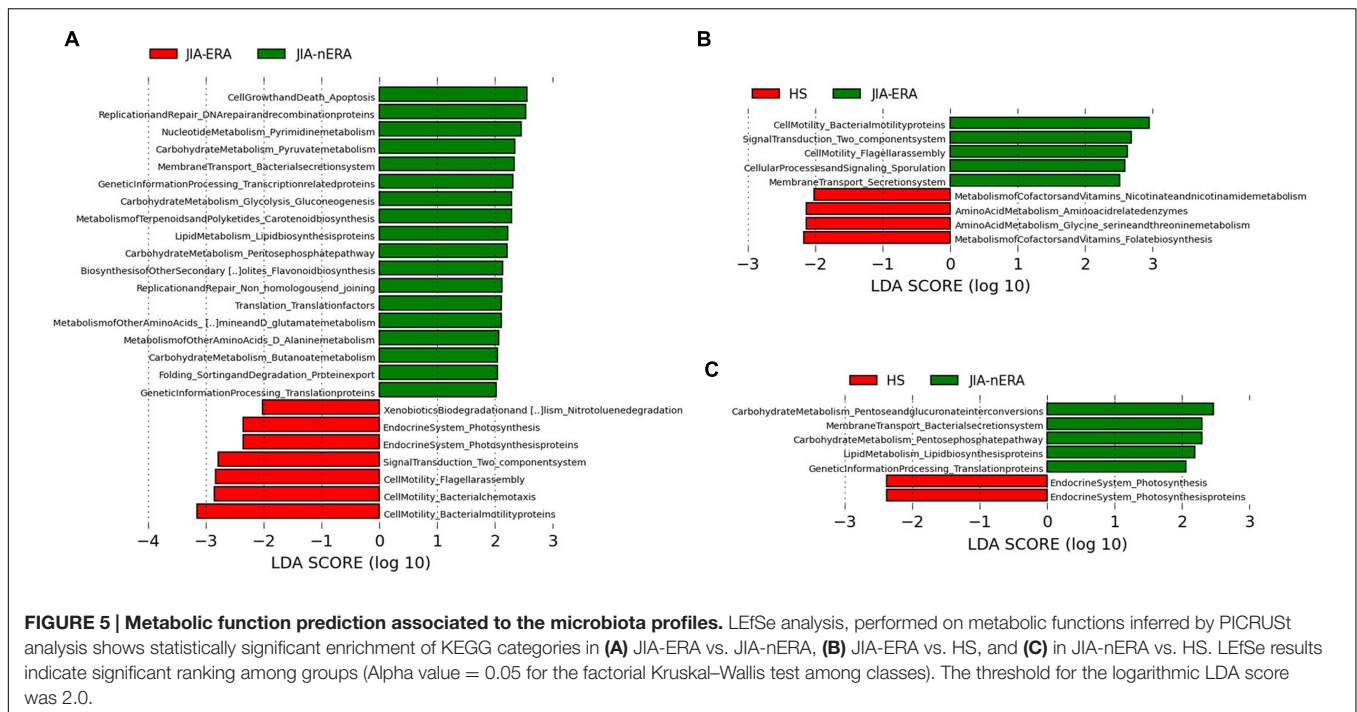 A
JIA-ERA JIA-nERA
CellGrowthandDeath_Apoptosis
ReplicationandRepair_DNArepairandrecombinationproteins
NucleotideMetabolism_Pyrimidinemetabolism
CarbohydrateMetabolism_Pyruvatemetabolism
MembraneTransport_Bacterialsecretionsystem
GeneticInformationProcessing_Transcriptionrelatedproteins
CarbohydrateMetabolism_Glycolysis_Gluconeogenesis
MetabolismofTerpenoidsandPolyketides_Carotenoidbiosynthesis
LipidMetabolism_Lipidbiosynthesisproteins
CarbohydrateMetabolism_Pentosephosphatepathway
BiosynthesisofOtherSecondary [..]olites_Flavonoidbiosynthesis
ReplicationandRepair_Non_homologousend_joining
Translation_Translationfactors
MetabolismofOtherAminoAcids_ [..]mineandD_glutamatemetabolism
MetabolismofOtherAminoAcids_D_Alaninemetabolism
CarbohydrateMetabolism_Butanoatemetabolism
Folding_SortingandDegradation_Proteinexport
GeneticInformationProcessing_Translationproteins
XenobioticsBiodegradationand [..]lism_Nitrotoluenedegradation
EndocrineSystem_Photosynthesis
EndocrineSystem_Photosynthesisproteins
SignalTransduction_Two_componentsystem
CellMotility_Flagellarassembly
CellMotility_Bacterialchemotaxis
CellMotility_Bacterialmotilityproteins
−4 −3 −2 −1 0 1 2 3
LDA SCORE (log 10)
B
HS JIA-ERA
CellMotility_Bacterialmotilityproteins
SignalTransduction_Two_componentsystem
CellMotility_Flagellarassembly
CellularProcessesandSignaling_Sporulation
MembraneTransport_Secretionsystem
MetabolismofCofactorsandVitamins_Nicotinateandnicotinamidemetabolism
AminoAcidMetabolism_Aminoacidrelatedenzymes
AminoAcidMetabolism_Glycine_serineandthreoninemetabolism
MetabolismofCofactorsandVitamins_Folatebiosynthesis
−3 −2 −1 0 1 2 3
LDA SCORE (log 10)
C
HS JIA-nERA
CarbohydrateMetabolism_Pentoseandglucuronateinterconversions
MembraneTransport_Bacterialsecretionsystem
CarbohydrateMetabolism_Pentosephosphatepathway
LipidMetabolism_Lipidbiosynthesisproteins
GeneticInformationProcessing_Translationproteins
EndocrineSystem_Photosynthesis
EndocrineSystem_Photosynthesisproteins
−3 −2 −1 0 1 2 3
LDA SCORE (log 10)
FIGURE 5 | Metabolic function prediction associated to the microbiota profiles. LEfSe analysis, performed on metabolic functions inferred by PICRUSt
analysis shows statistically significant enrichment of KEGG categories in (A) JIA-ERA vs. JIA-nERA, (B) JIA-ERA vs. HS, and (C) in JIA-nERA vs. HS. LEfSe results
indicate significant ranking among groups (Alpha value = 0.05 for the factorial Kruskal–Wallis test among classes). The threshold for the logarithmic LDA score
was 2.0.